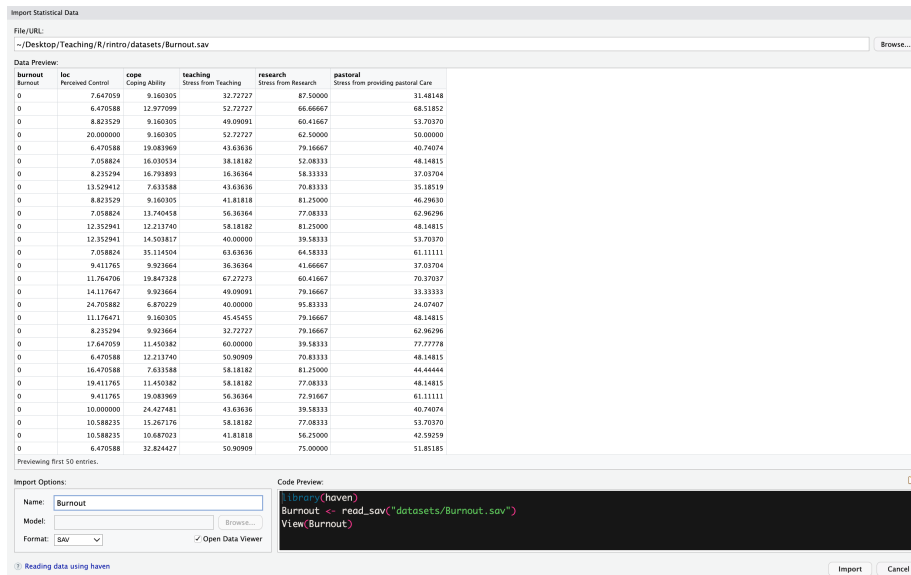 Import Statistical Data
File/URL:
~/Desktop/Teaching/R/rintro/datasets/Burnout.sav Browse...
Data Preview:
burnout loc cope teaching research pastoral
Burnout Perceived Control Coping Ability Stress from Teaching Stress from Research Stress from providing pastoral Care
0 7.647059 9.160305 32.72727 87.50000 31.48148
0 6.470588 12.977099 52.72727 66.66667 68.51852
0 8.823529 9.160305 49.09091 60.41667 53.70370
0 20.000000 9.160305 52.72727 62.50000 50.00000
0 6.470588 19.083969 43.63636 79.16667 40.74074
0 7.058824 16.030534 38.18182 52.08333 48.14815
0 8.235294 16.793893 16.36364 58.33333 37.03704
0 13.529412 7.633588 43.63636 70.83333 35.18519
0 8.823529 9.160305 41.81818 81.25000 46.29630
0 7.058824 13.740458 56.36364 77.08333 62.96296
0 12.352941 12.213740 58.18182 81.25000 48.14815
0 12.352941 14.503817 40.00000 39.58333 53.70370
0 7.058824 35.114504 63.63636 64.58333 61.11111
0 9.411765 9.923664 36.36364 41.66667 37.03704
0 11.764706 19.847328 67.27273 60.41667 70.37037
0 14.117647 9.923664 49.09091 79.16667 33.33333
0 24.705882 6.870229 40.00000 95.83333 24.07407
0 11.176471 9.160305 45.45455 79.16667 48.14815
0 8.235294 9.923664 32.72727 79.16667 62.96296
0 17.647059 11.450382 60.00000 39.58333 77.77778
0 6.470588 12.213740 50.90909 70.83333 48.14815
0 16.470588 7.633588 58.18182 81.25000 44.44444
0 19.411765 11.450382 58.18182 77.08333 48.14815
0 9.411765 19.083969 56.36364 72.91667 61.11111
0 10.000000 24.427481 43.63636 39.58333 40.74074
0 10.588235 15.267176 58.18182 77.08333 53.70370
0 10.588235 10.687023 41.81818 56.25000 42.59259
0 6.470588 32.824427 50.90909 75.00000 51.85185
Previewing first 50 entries.
Import Options: Code Preview:
Name: Burnout
Model: Browse...
Format: SAV Open Data Viewer
library(haven)
Burnout <- read_sav("datasets/Burnout.sav")
View(Burnout)
? Reading data using haven
Import Cancel